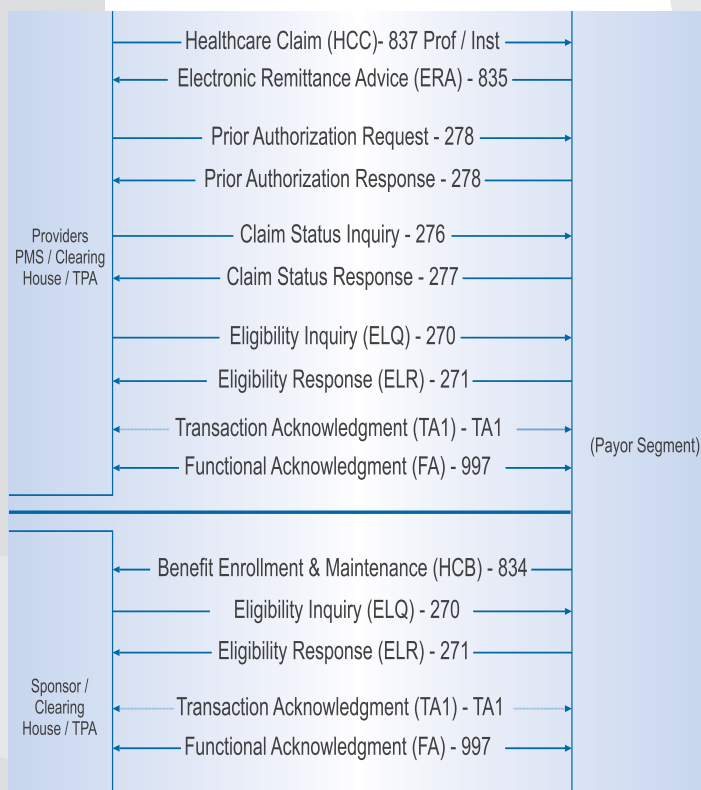 Healthcare Claim (HCC)- 837 Prof / Inst
Electronic Remittance Advice (ERA) - 835
Prior Authorization Request - 278
Prior Authorization Response - 278
Providers
PMS / Clearing
House / TPA
Claim Status Inquiry - 276
Claim Status Response - 277
Eligibility Inquiry (ELQ) - 270
Eligibility Response (ELR) - 271
Transaction Acknowledgment (TA1) - TA1
Functional Acknowledgment (FA) - 997
(Payor Segment)
Benefit Enrollment & Maintenance (HCB) - 834
Eligibility Inquiry (ELQ) - 270
Eligibility Response (ELR) - 271
Sponsor /
Clearing
House / TPA
Transaction Acknowledgment (TA1) - TA1
Functional Acknowledgment (FA) - 997